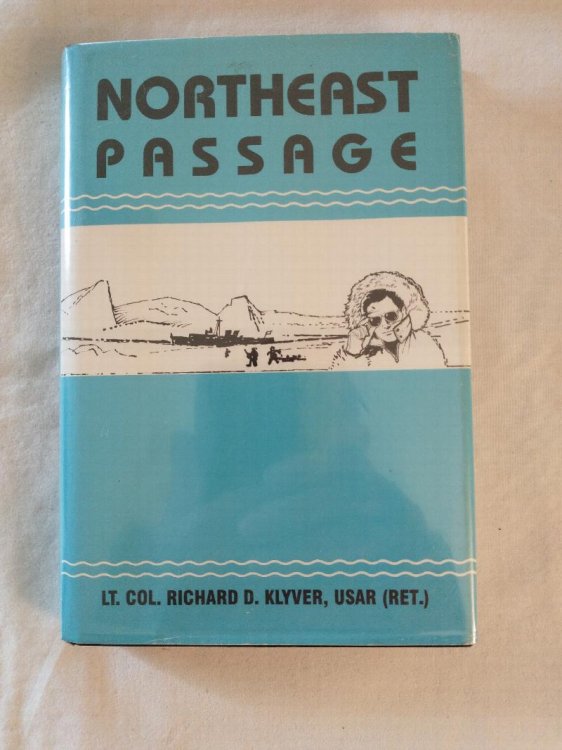 NORTHEAST
PASSAGE
LT. COL. RICHARD D. KLYVER, USAR (RET.)